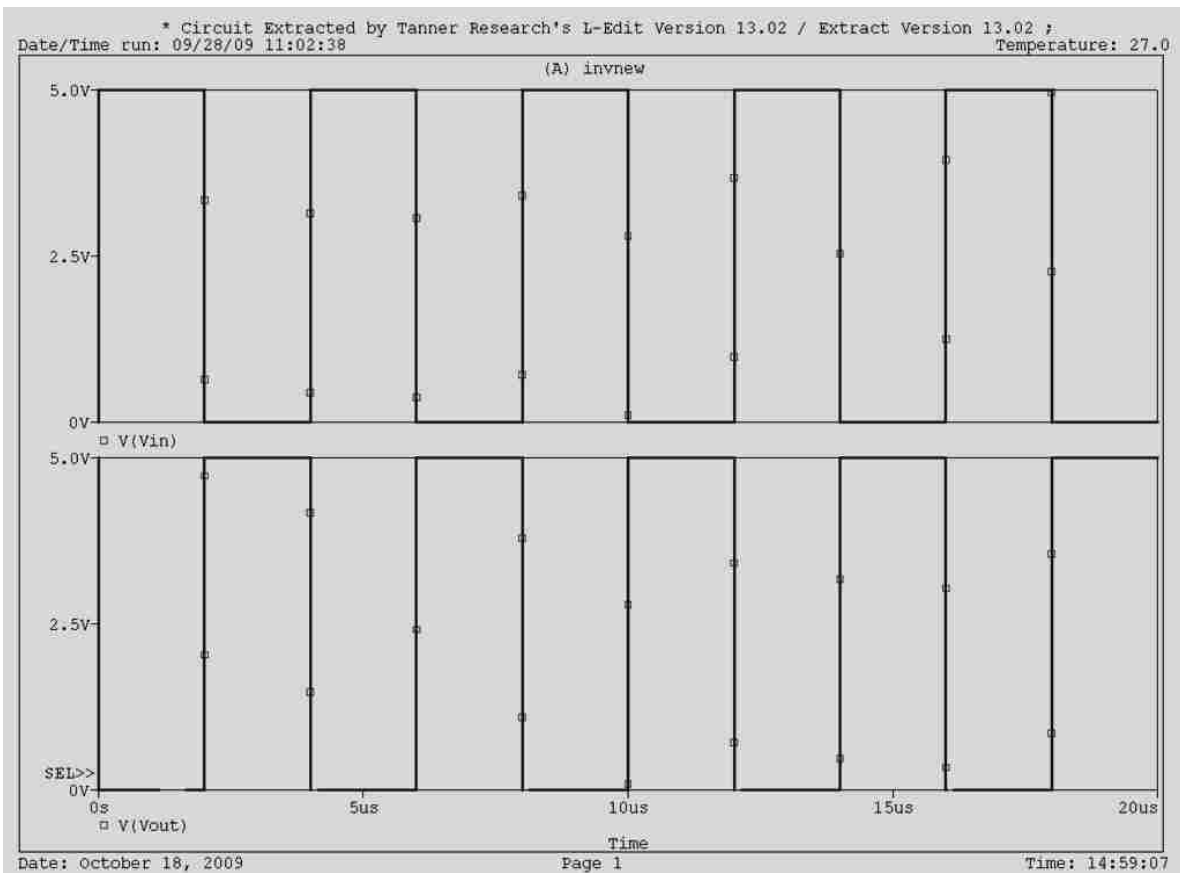 * Circuit Extracted by Tanner Research's L-Edit Version 13.02 / Extract Version 13.02 ;
Date/Time run: 09/28/09 11:02:38 Temperature: 27.0
(A) invnew
5.0V
2.5V
0V
V(Vin)
5.0V
2.5V
SEL>>
0V
0s 5us 10us 15us 20us
V(Vout)
Time
Date: October 18, 2009 Page 1 Time: 14:59:07